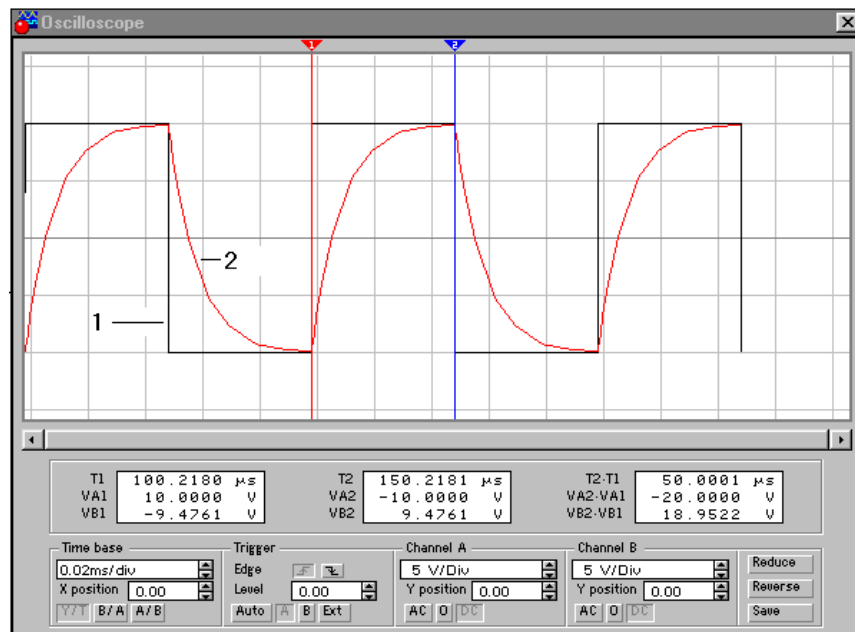 Oscilloscope
1 2
2
1
T1 100.2180 µs T2 150.2181 µs T2-T1 50.0001 µs
VA1 10.0000 V VA2 -10.0000 V VA2-VA1 -20.0000 V
VB1 -9.4761 V VB2 9.4761 V VB2-VB1 18.9522 V
Time base Trigger Channel A Channel B Reduce
0.02ms/div Edge 5 V/Div 5 V/Div Reverse
X position 0.00 Level 0.00 Y position 0.00 Y position 0.00
Y/T B/A A/B Auto A B Ext AC 0 DC AC 0 DC Save